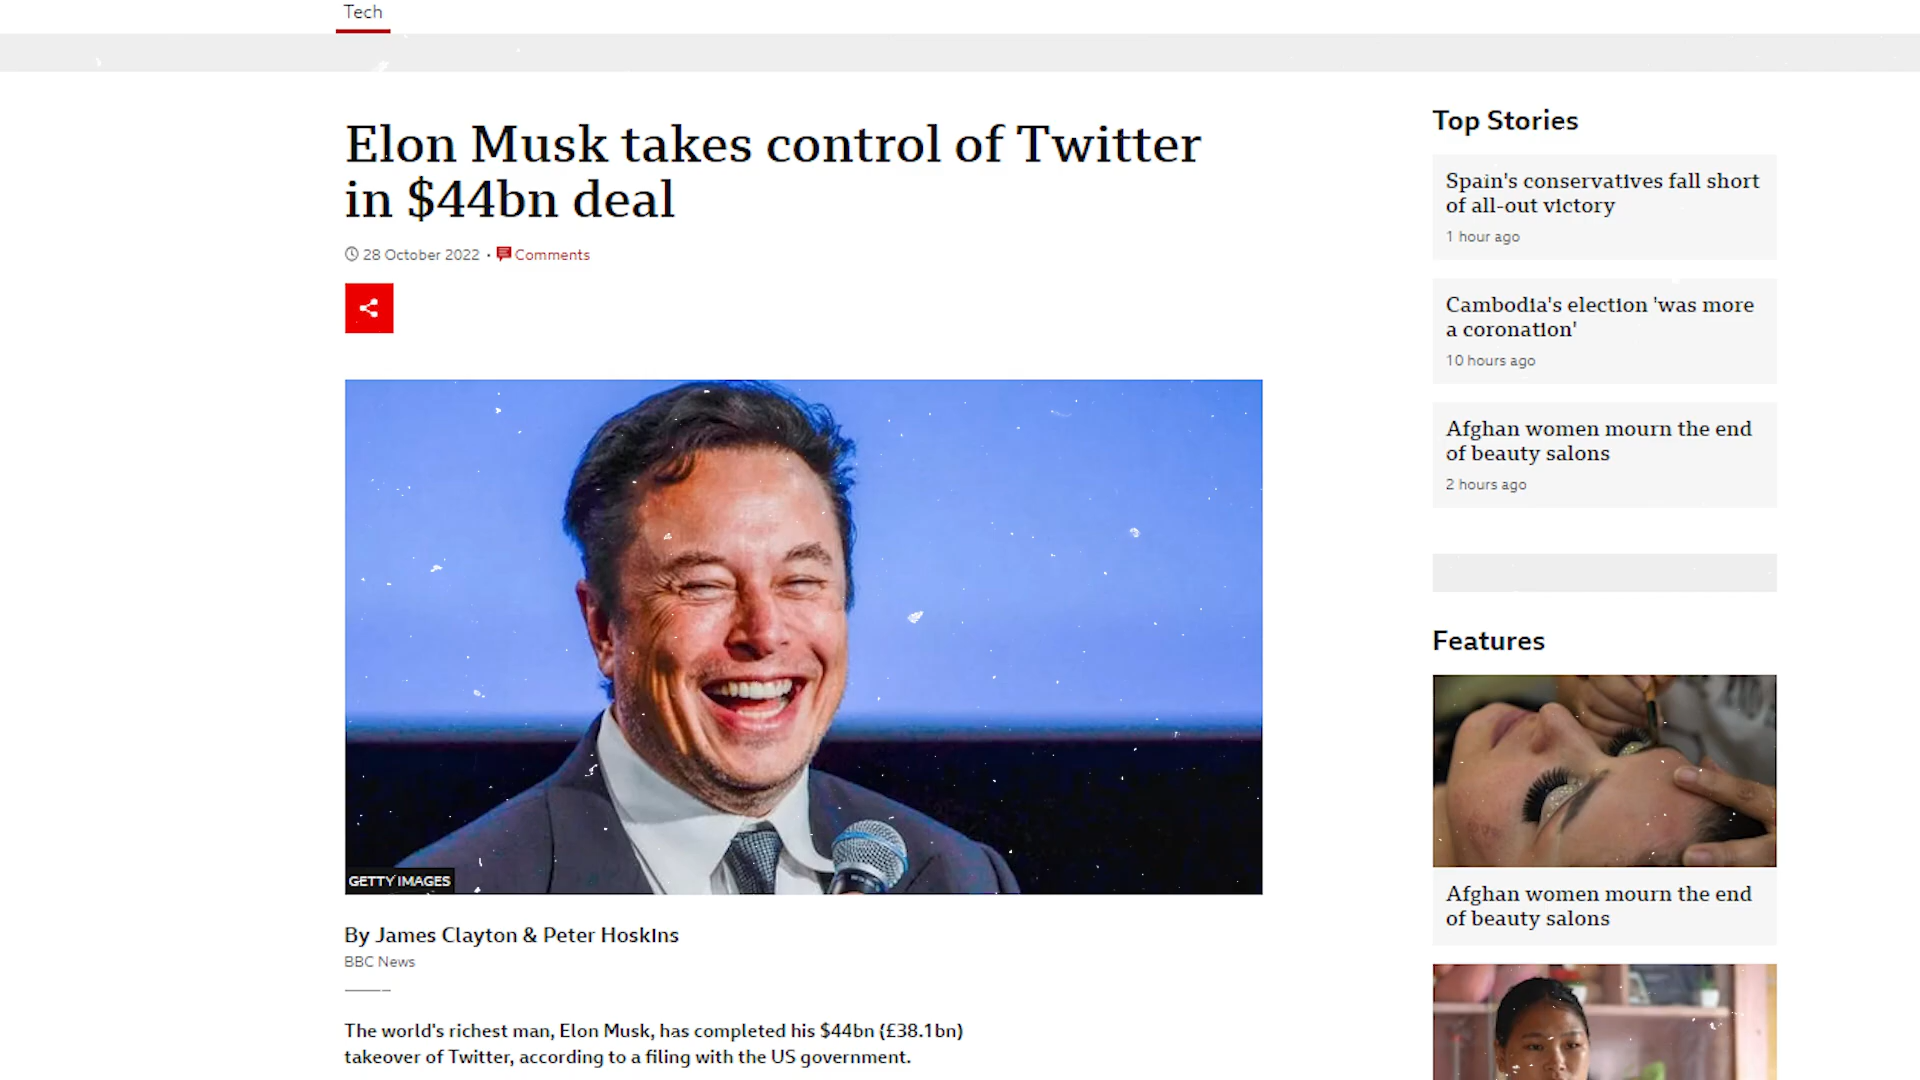 Tech
Elon Musk takes control of Twitter
in $44bn deal
28 October 2022 • Comments
GETTY IMAGES
By James Clayton & Peter Hoskins
BBC News
The world's richest man, Elon Musk, has completed his $44bn (£38.1bn)
takeover of Twitter, according to a filing with the US government.
Top Stories
Spain's conservatives fall short
of all-out victory
1 hour ago
Cambodia's election 'was more
a coronation'
10 hours ago
Afghan women mourn the end
of beauty salons
2 hours ago
Features
Afghan women mourn the end
of beauty salons